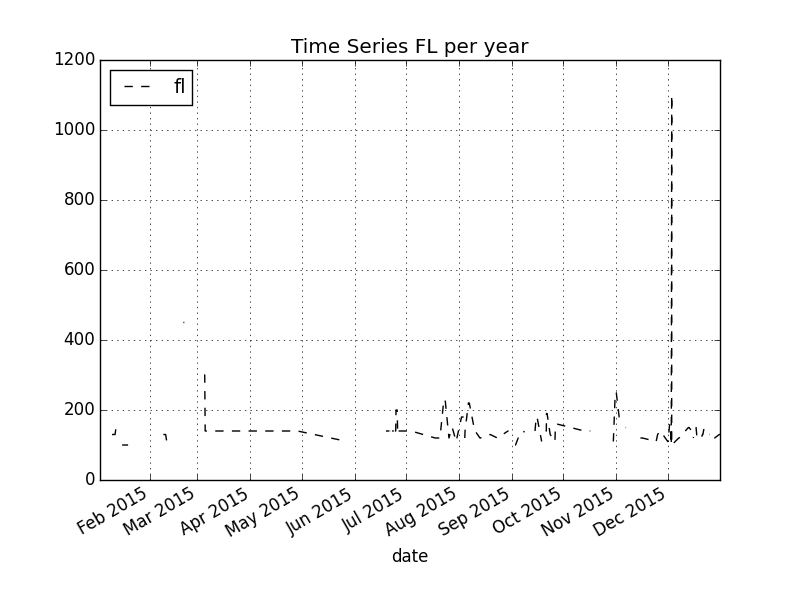 Time Series FL per year
fl
1200
1000
800
600
400
200
0
Feb 2015
Mar 2015
Apr 2015
May 2015
Jun 2015
Jul 2015
Aug 2015
Sep 2015
Oct 2015
Nov 2015
Dec 2015
date